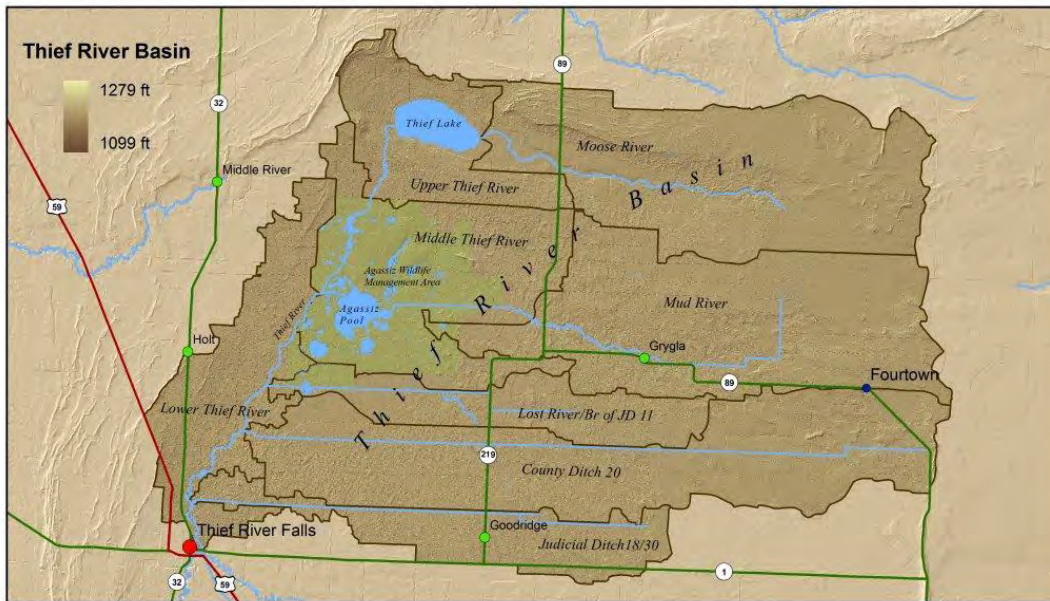 Thief River Basin
1279 ft
1099 ft
89
32
Thief Lake
Moose River
Middle River
Upper Thief River
59
Middle Thief River
Agassiz Wildlife
Management Area
Agassiz
Pool
Mud River
Thief River
Holt
Grygla
89
Fourtown
Lower Thief River
Lost River/Br of JD 11
Thief River Basin
219
County Ditch 20
Goodridge
Thief River Falls
Judicial Ditch18/30
1
32
59